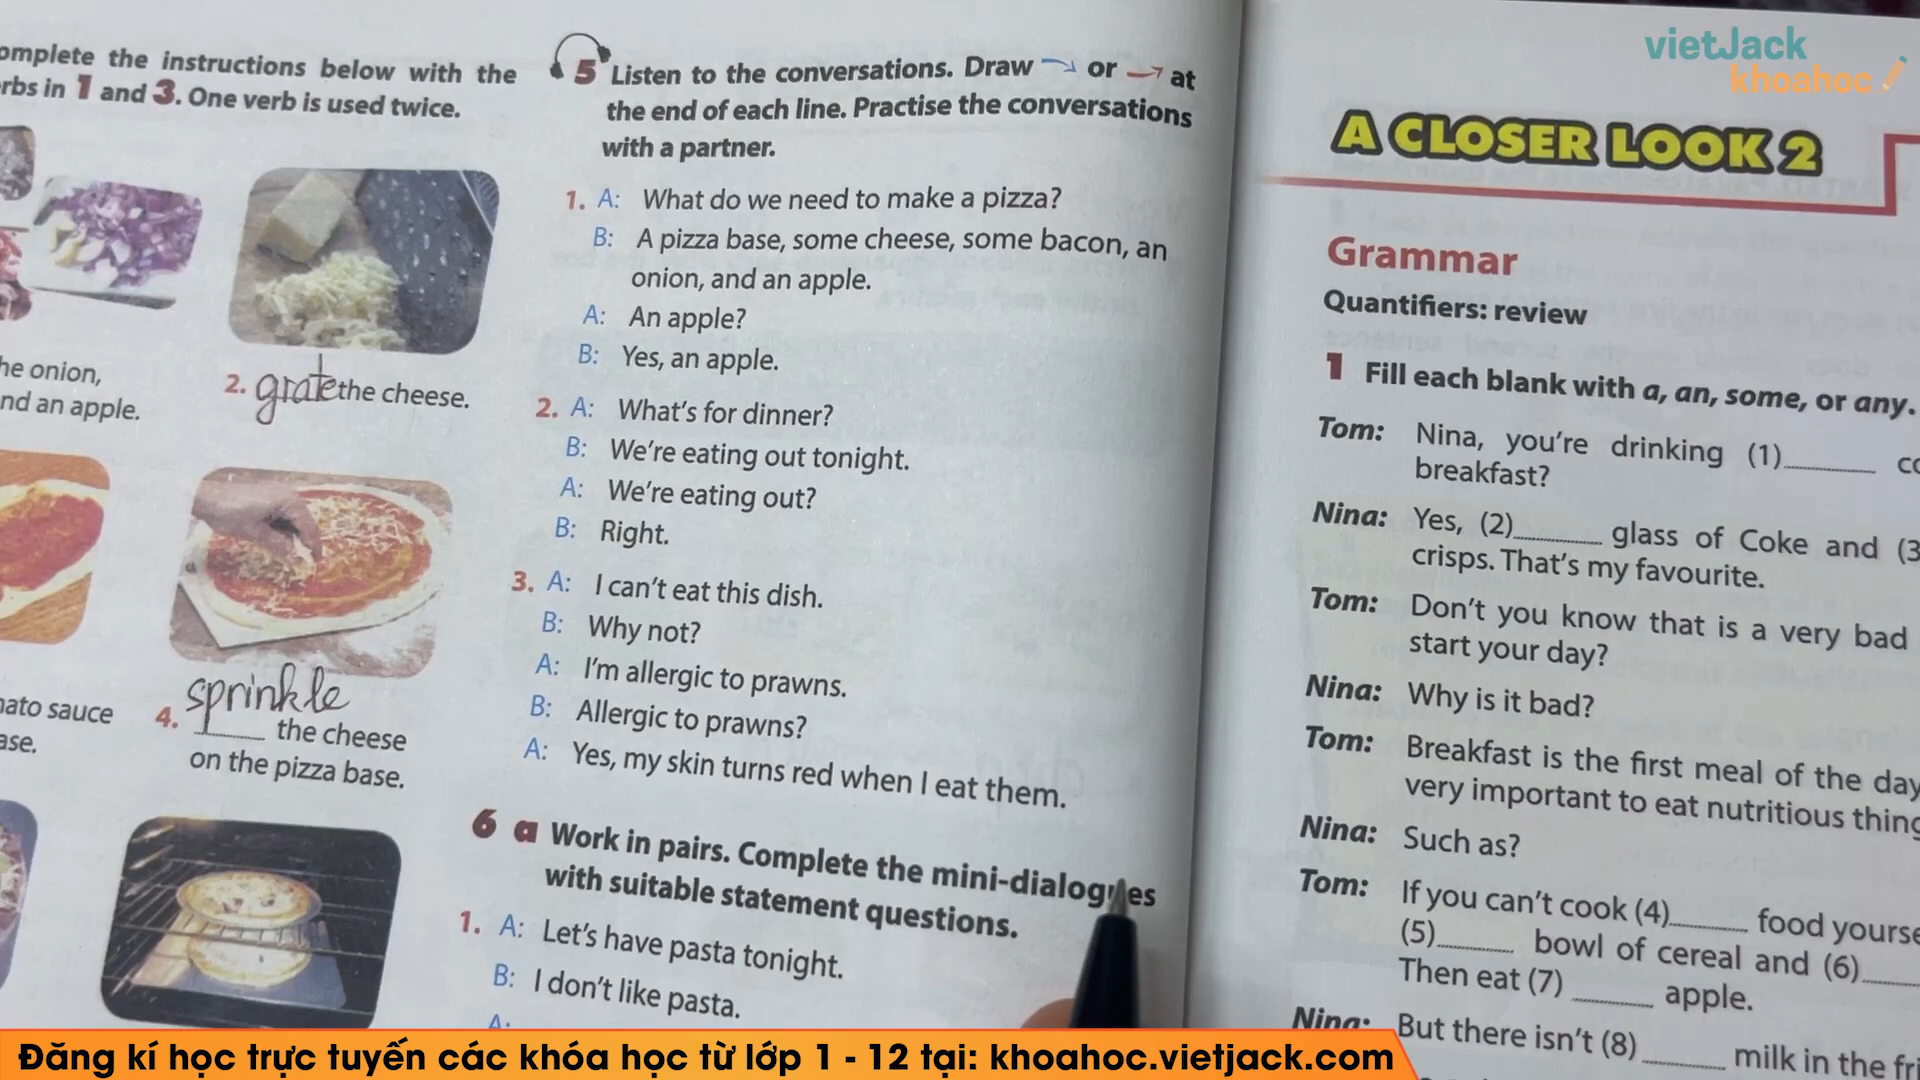 vietJack
khoahoc
omplete the instructions below with the
rbs in 1 and 3. One verb is used twice.
he onion,
nd an apple.
2. grate the cheese.
ato sauce
ase.
4. sprinkle the cheese
on the pizza base.
5 Listen to the conversations. Draw or at
the end of each line. Practise the conversations
with a partner.
1. A: What do we need to make a pizza?
B: A pizza base, some cheese, some bacon, an
onion, and an apple.
A: An apple?
B: Yes, an apple.
2. A: What's for dinner?
B: We're eating out tonight.
A: We're eating out?
B: Right.
3. A: I can't eat this dish.
B: Why not?
A: I'm allergic to prawns.
B: Allergic to prawns?
A: Yes, my skin turns red when I eat them.
6 a Work in pairs. Complete the mini-dialogues
with suitable statement questions.
1. A: Let's have pasta tonight.
B: I don't like pasta.
A:
A CLOSER LOOK 2
Grammar
Quantifiers: review
1 Fill each blank with a, an, some, or any.
Tom: Nina, you're drinking (1)________ co
breakfast?
Nina: Yes, (2)________ glass of Coke and (3
crisps. That's my favourite.
Tom: Don't you know that is a very bad
start your day?
Nina: Why is it bad?
Tom: Breakfast is the first meal of the day
very important to eat nutritious thing
Nina: Such as?
Tom: If you can't cook (4)________ food yourse
(5)________ bowl of cereal and (6)________
Then eat (7)________ apple.
Nina: But there isn't (8)________ milk in the fri
Đăng kí học trực tuyến các khóa học từ lớp 1 - 12 tại: khoahoc.vietjack.com